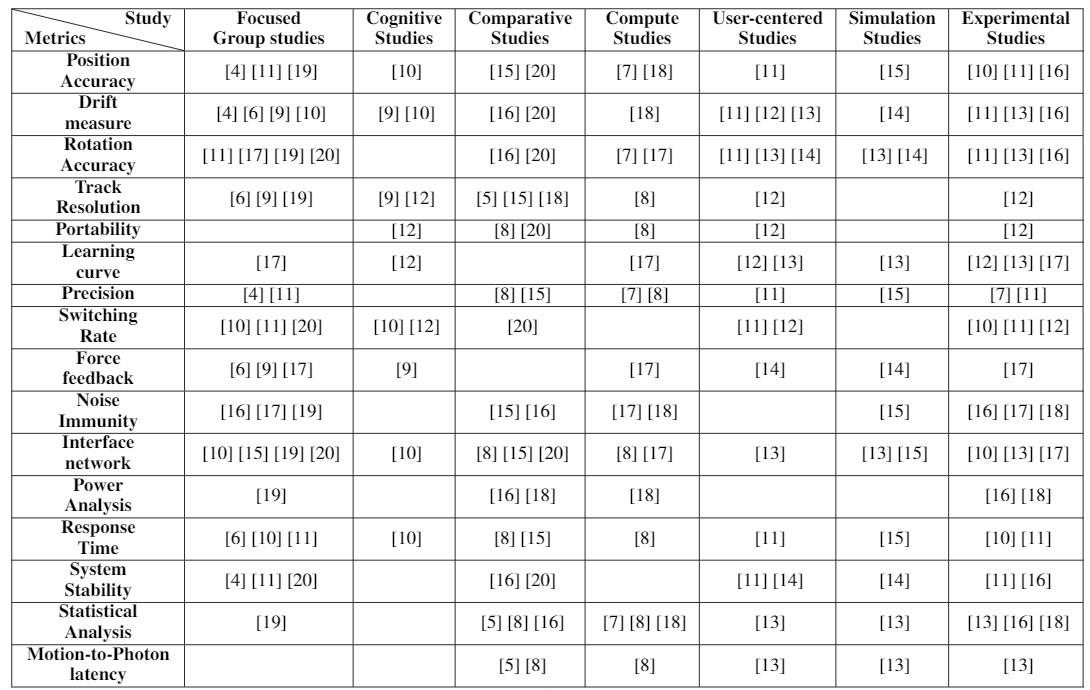 Study
Metrics
Focused
Group studies
Cognitive
Studies
Comparative
Studies
Compute
Studies
User-centered
Studies
Simulation
Studies
Experimental
Studies
Position
Accuracy
[4] [11] [19]
[10]
[15] [20]
[7] [18]
[11]
[15]
[10] [11] [16]
Drift
measure
[4] [6] [9] [10]
[9] [10]
[16] [20]
[18]
[11] [12] [13]
[14]
[11] [13] [16]
Rotation
Accuracy
[11] [17] [19] [20]
[16] [20]
[7] [17]
[11] [13] [14]
[13] [14]
[11] [13] [16]
Track
Resolution
[6] [9] [19]
[9] [12]
[5] [15] [18]
[8]
[12]
[12]
Portability
[12]
[8] [20]
[8]
[12]
[12]
Learning
curve
[17]
[12]
[17]
[12] [13]
[13]
[12] [13] [17]
Precision
[4] [11]
[8] [15]
[7] [8]
[11]
[15]
[7] [11]
Switching
Rate
[10] [11] [20]
[10] [12]
[20]
[11] [12]
[10] [11] [12]
Force
feedback
[6] [9] [17]
[9]
[17]
[14]
[14]
[17]
Noise
Immunity
[16] [17] [19]
[15] [16]
[17] [18]
[15]
[16] [17] [18]
Interface
network
[10] [15] [19] [20]
[10]
[8] [15] [20]
[8] [17]
[13]
[13] [15]
[10] [13] [17]
Power
Analysis
[19]
[16] [18]
[18]
[16] [18]
Response
Time
[6] [10] [11]
[10]
[8] [15]
[8]
[11]
[15]
[10] [11]
System
Stability
[4] [11] [20]
[16] [20]
[11] [14]
[14]
[11] [16]
Statistical
Analysis
[19]
[5] [8] [16]
[7] [8] [18]
[13]
[13]
[13] [16] [18]
Motion-to-Photon
latency
[5] [8]
[8]
[13]
[13]
[13]